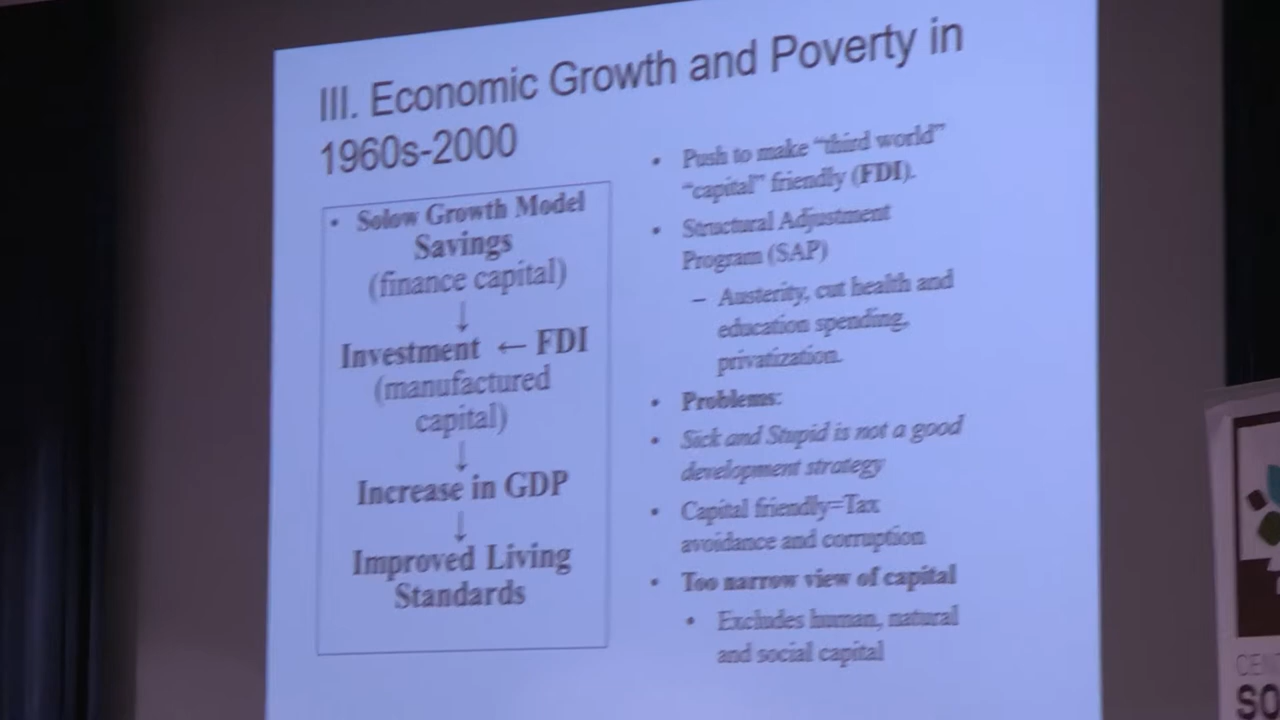 III. Economic Growth and Poverty in
1960s-2000
• Solow Growth Model
Savings
(finance capital)
↓
Investment ← FDI
(manufactured
capital)
↓
Increase in GDP
↓
Improved Living
Standards
• Push to make “third world”
“capital” friendly (FDI).
• Structural Adjustment
Program (SAP)
– Austerity, cut health and
education spending,
privatization.
• Problems:
• Sick and Stupid is not a good
development strategy
• Capital friendly=Tax
avoidance and corruption
• Too narrow view of capital
• Excludes human, natural
and social capital
CEN
SO